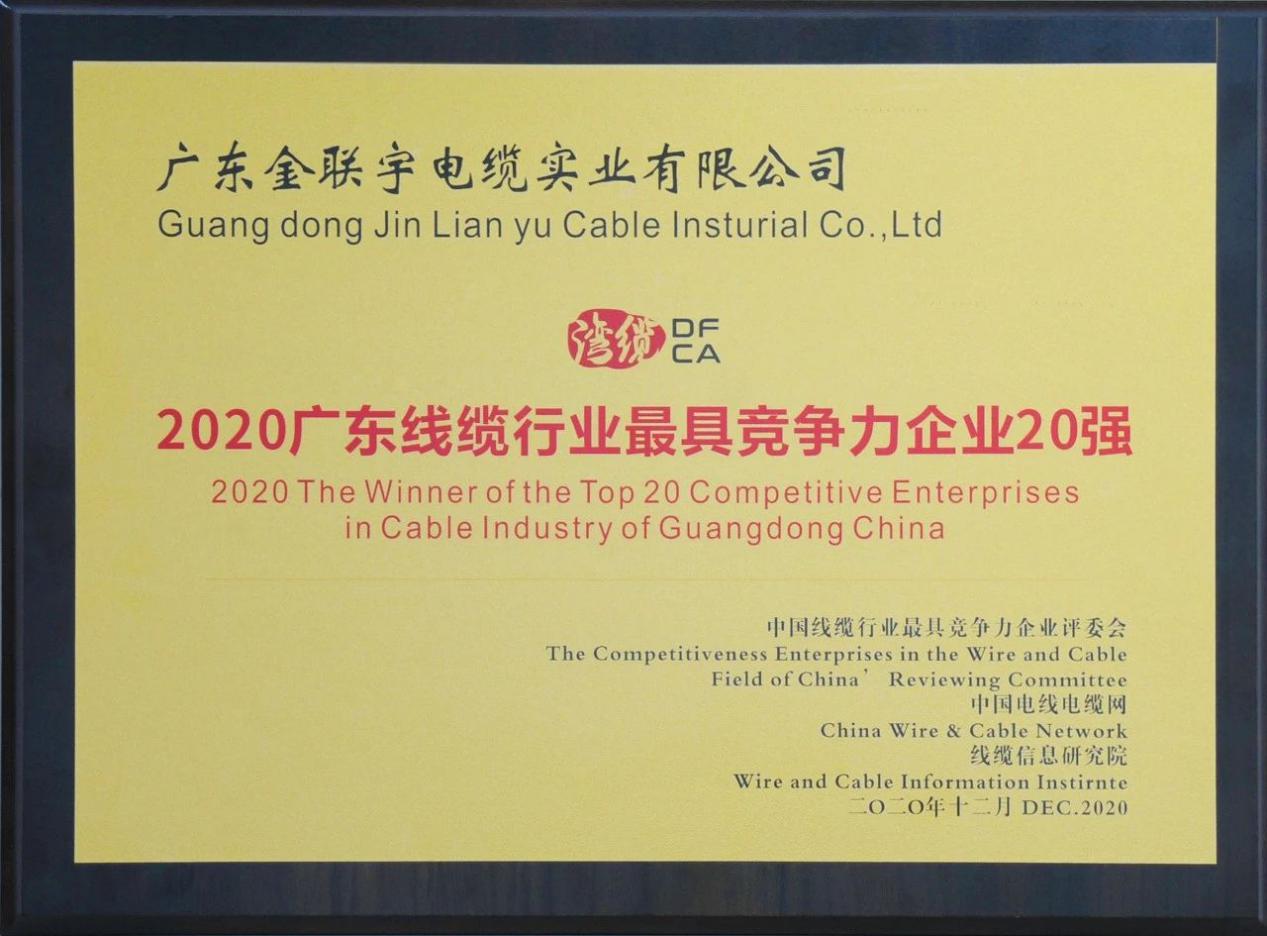 广东金联宇电缆实业有限公司
Guang dong Jin Lian yu Cable Insturial Co.,Ltd
湾缆 DF
CA
2020广东线缆行业最具竞争力企业20强
2020 The Winner of the Top 20 Competitive Enterprises
in Cable Industry of Guangdong China
中国线缆行业最具竞争力企业评委会
The Competitiveness Enterprises in the Wire and Cable
Field of China’ Reviewing Committee
中国电线电缆网
China Wire & Cable Network
线缆信息研究院
Wire and Cable Information Instirnte
二〇二〇年十二月 DEC.2020